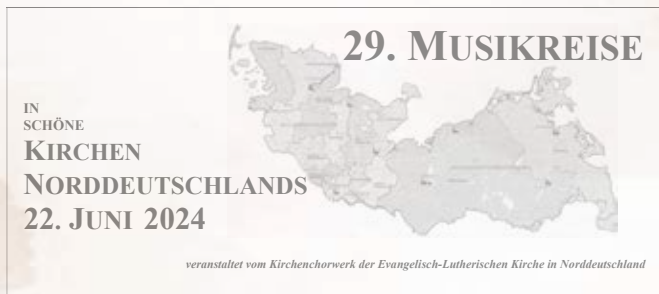 29. MUSIKREISE
IN
SCHÖNE
KIRCHEN
NORDDEUTSCHLANDS
22. JUNI 2024
veranstaltet vom Kirchenchorwerk der Evangelisch-Lutherischen Kirche in Norddeutschland